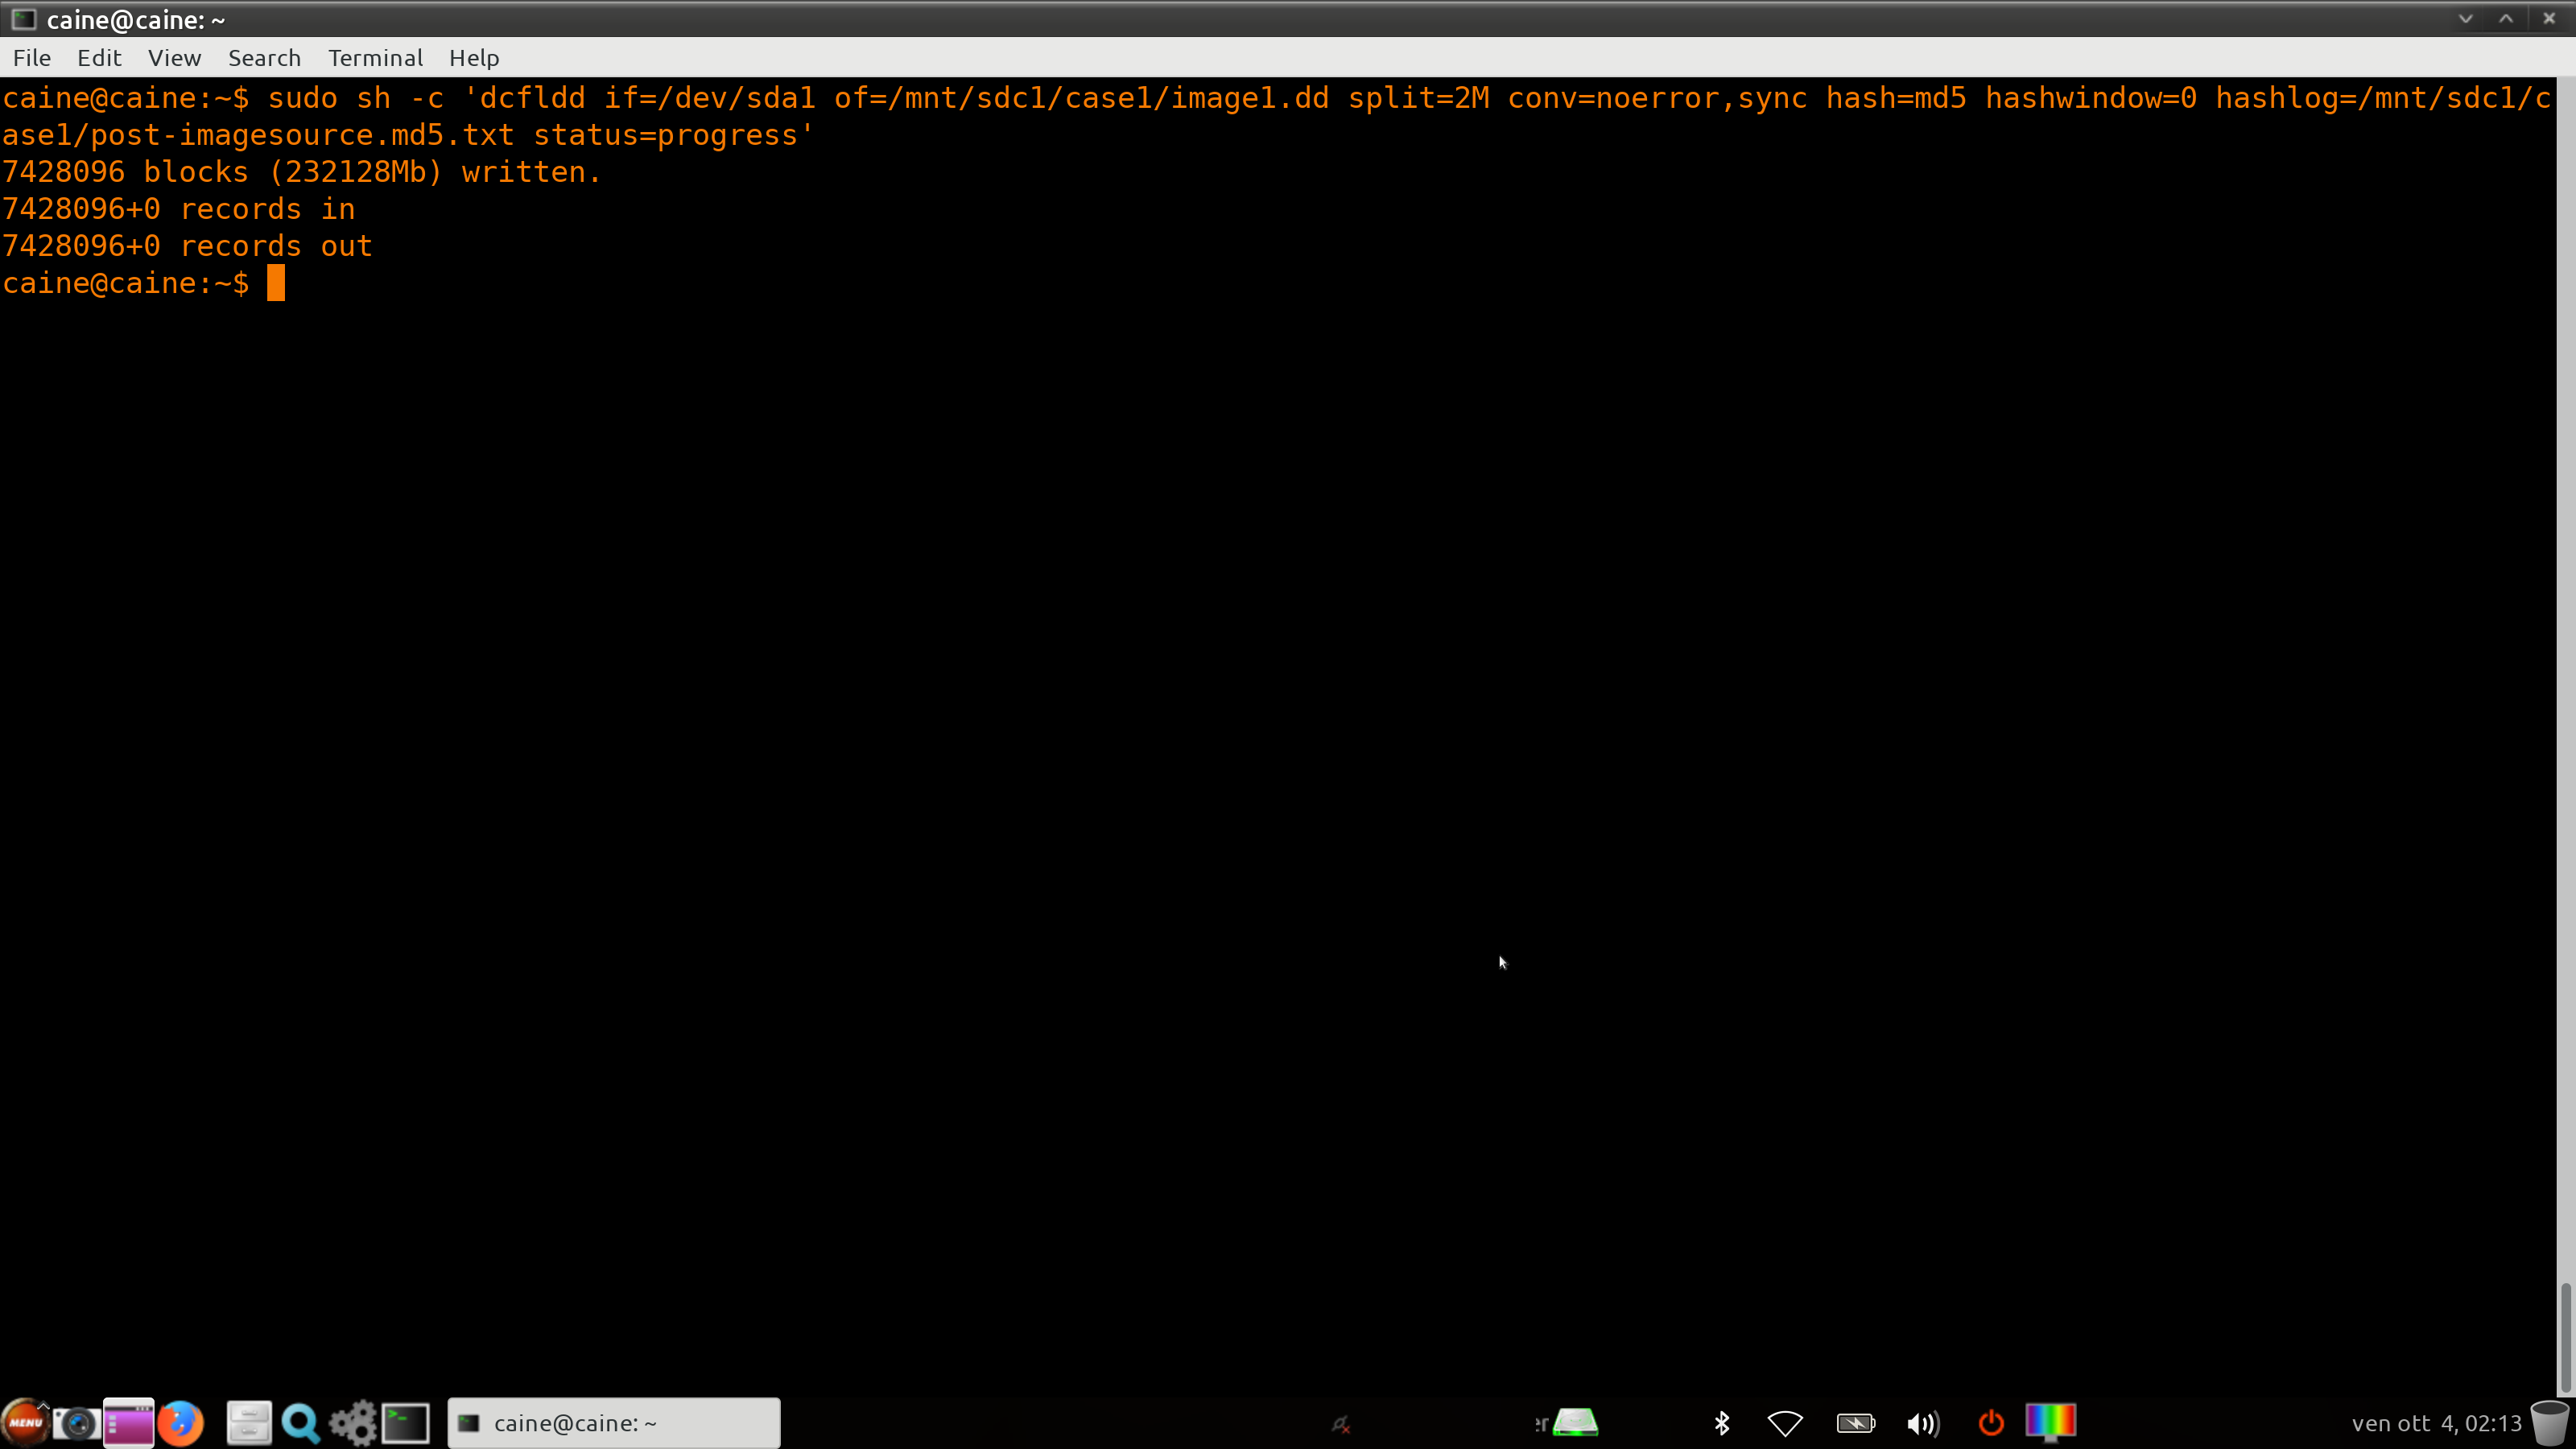 caine@caine: ~
File Edit View Search Terminal Help
caine@caine:~$ sudo sh -c 'dcfldd if=/dev/sda1 of=/mnt/sdc1/case1/image1.dd split=2M conv=noerror,sync hash=md5 hashwindow=0 hashlog=/mnt/sdc1/c
ase1/post-imagesource.md5.txt status=progress'
7428096 blocks (232128Mb) written.
7428096+0 records in
7428096+0 records out
caine@caine:~$
MENU caine@caine: ~ er ven ott 4, 02:13